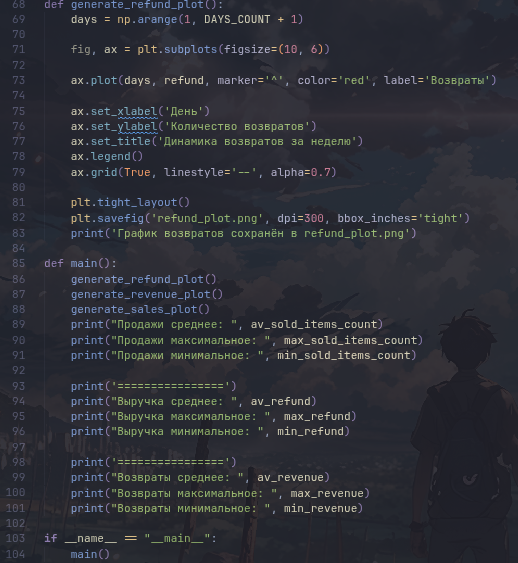 68 def generate_refund_plot():
69 days = np.arange(1, DAYS_COUNT + 1)
70
71 fig, ax = plt.subplots(figsize=(10, 6))
72
73 ax.plot(days, refund, marker='^', color='red', label='Возвраты')
74
75 ax.set_xlabel('День')
76 ax.set_ylabel('Количество возвратов')
77 ax.set_title('Динамика возвратов за неделю')
78 ax.legend()
79 ax.grid(True, linestyle='--', alpha=0.7)
80
81 plt.tight_layout()
82 plt.savefig('refund_plot.png', dpi=300, bbox_inches='tight')
83 print('График возвратов сохранён в refund_plot.png')
84
85 def main():
86 generate_refund_plot()
87 generate_revenue_plot()
88 generate_sales_plot()
89 print("Продажи среднее: ", av_sold_items_count)
90 print("Продажи максимальное: ", max_sold_items_count)
91 print("Продажи минимальное: ", min_sold_items_count)
92
93 print('================')
94 print("Выручка среднее: ", av_refund)
95 print("Выручка максимальное: ", max_refund)
96 print("Выручка минимальное: ", min_refund)
97
98 print('================')
99 print("Возвраты среднее: ", av_revenue)
100 print("Возвраты максимальное: ", max_revenue)
101 print("Возвраты минимальное: ", min_revenue)
102
103 if __name__ == "__main__":
104 main()